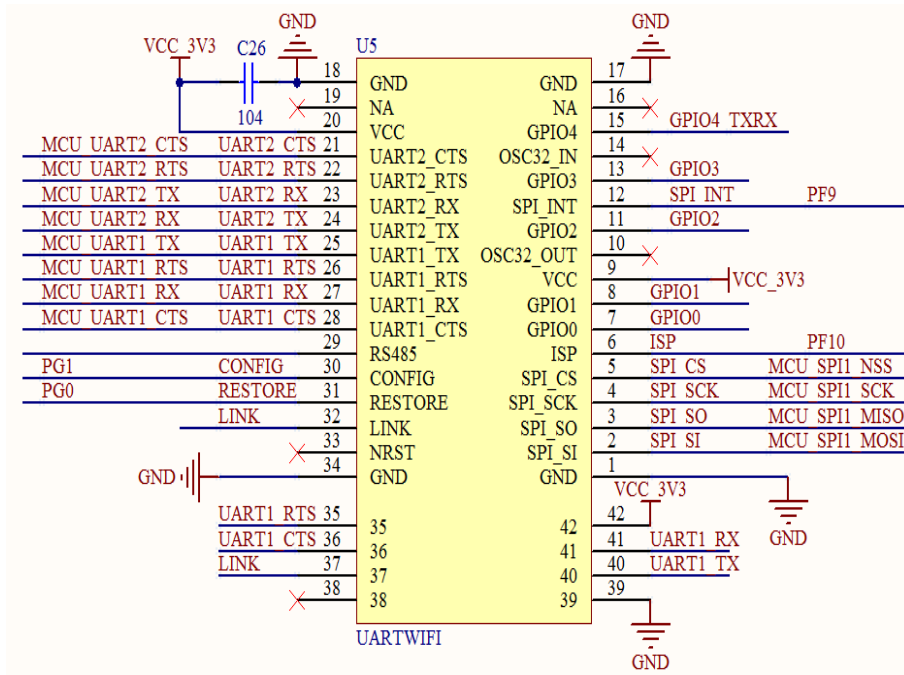 GND GND
VCC_3V3 C26 U5
18 GND GND 17
19 NA NA 16
104
20 VCC GPIO4 15 GPIO4_TXRX
MCU_UART2_CTS UART2_CTS 21 UART2_CTS OSC32_IN 14
MCU_UART2_RTS UART2_RTS 22 UART2_RTS GPIO3 13 GPIO3
MCU_UART2_TX UART2_RX 23 UART2_RX SPI_INT 12 SPI_INT PF9
MCU_UART2_RX UART2_TX 24 UART2_TX GPIO2 11 GPIO2
MCU_UART1_TX UART1_TX 25 UART1_TX OSC32_OUT 10
MCU_UART1_RTS UART1_RTS 26 UART1_RTS VCC 9 VCC_3V3
MCU_UART1_RX UART1_RX 27 UART1_RX GPIO1 8 GPIO1
MCU_UART1_CTS UART1_CTS 28 UART1_CTS GPIO0 7 GPIO0
29 RS485 ISP 6 ISP PF10
PG1 CONFIG 30 CONFIG SPI_CS 5 SPI_CS MCU_SPI1_NSS
PG0 RESTORE 31 RESTORE SPI_SCK 4 SPI_SCK MCU_SPI1_SCK
LINK 32 LINK SPI_SO 3 SPI_SO MCU_SPI1_MISO
33 NRST SPI_SI 2 SPI_SI MCU_SPI1_MOSI
GND 34 GND GND 1
VCC_3V3
GND
UART1_RTS 35 35 42 42
UART1_CTS 36 36 41 41 UART1_RX
LINK 37 37 40 40 UART1_TX
38 38 39 39
UARTWIFI
GND